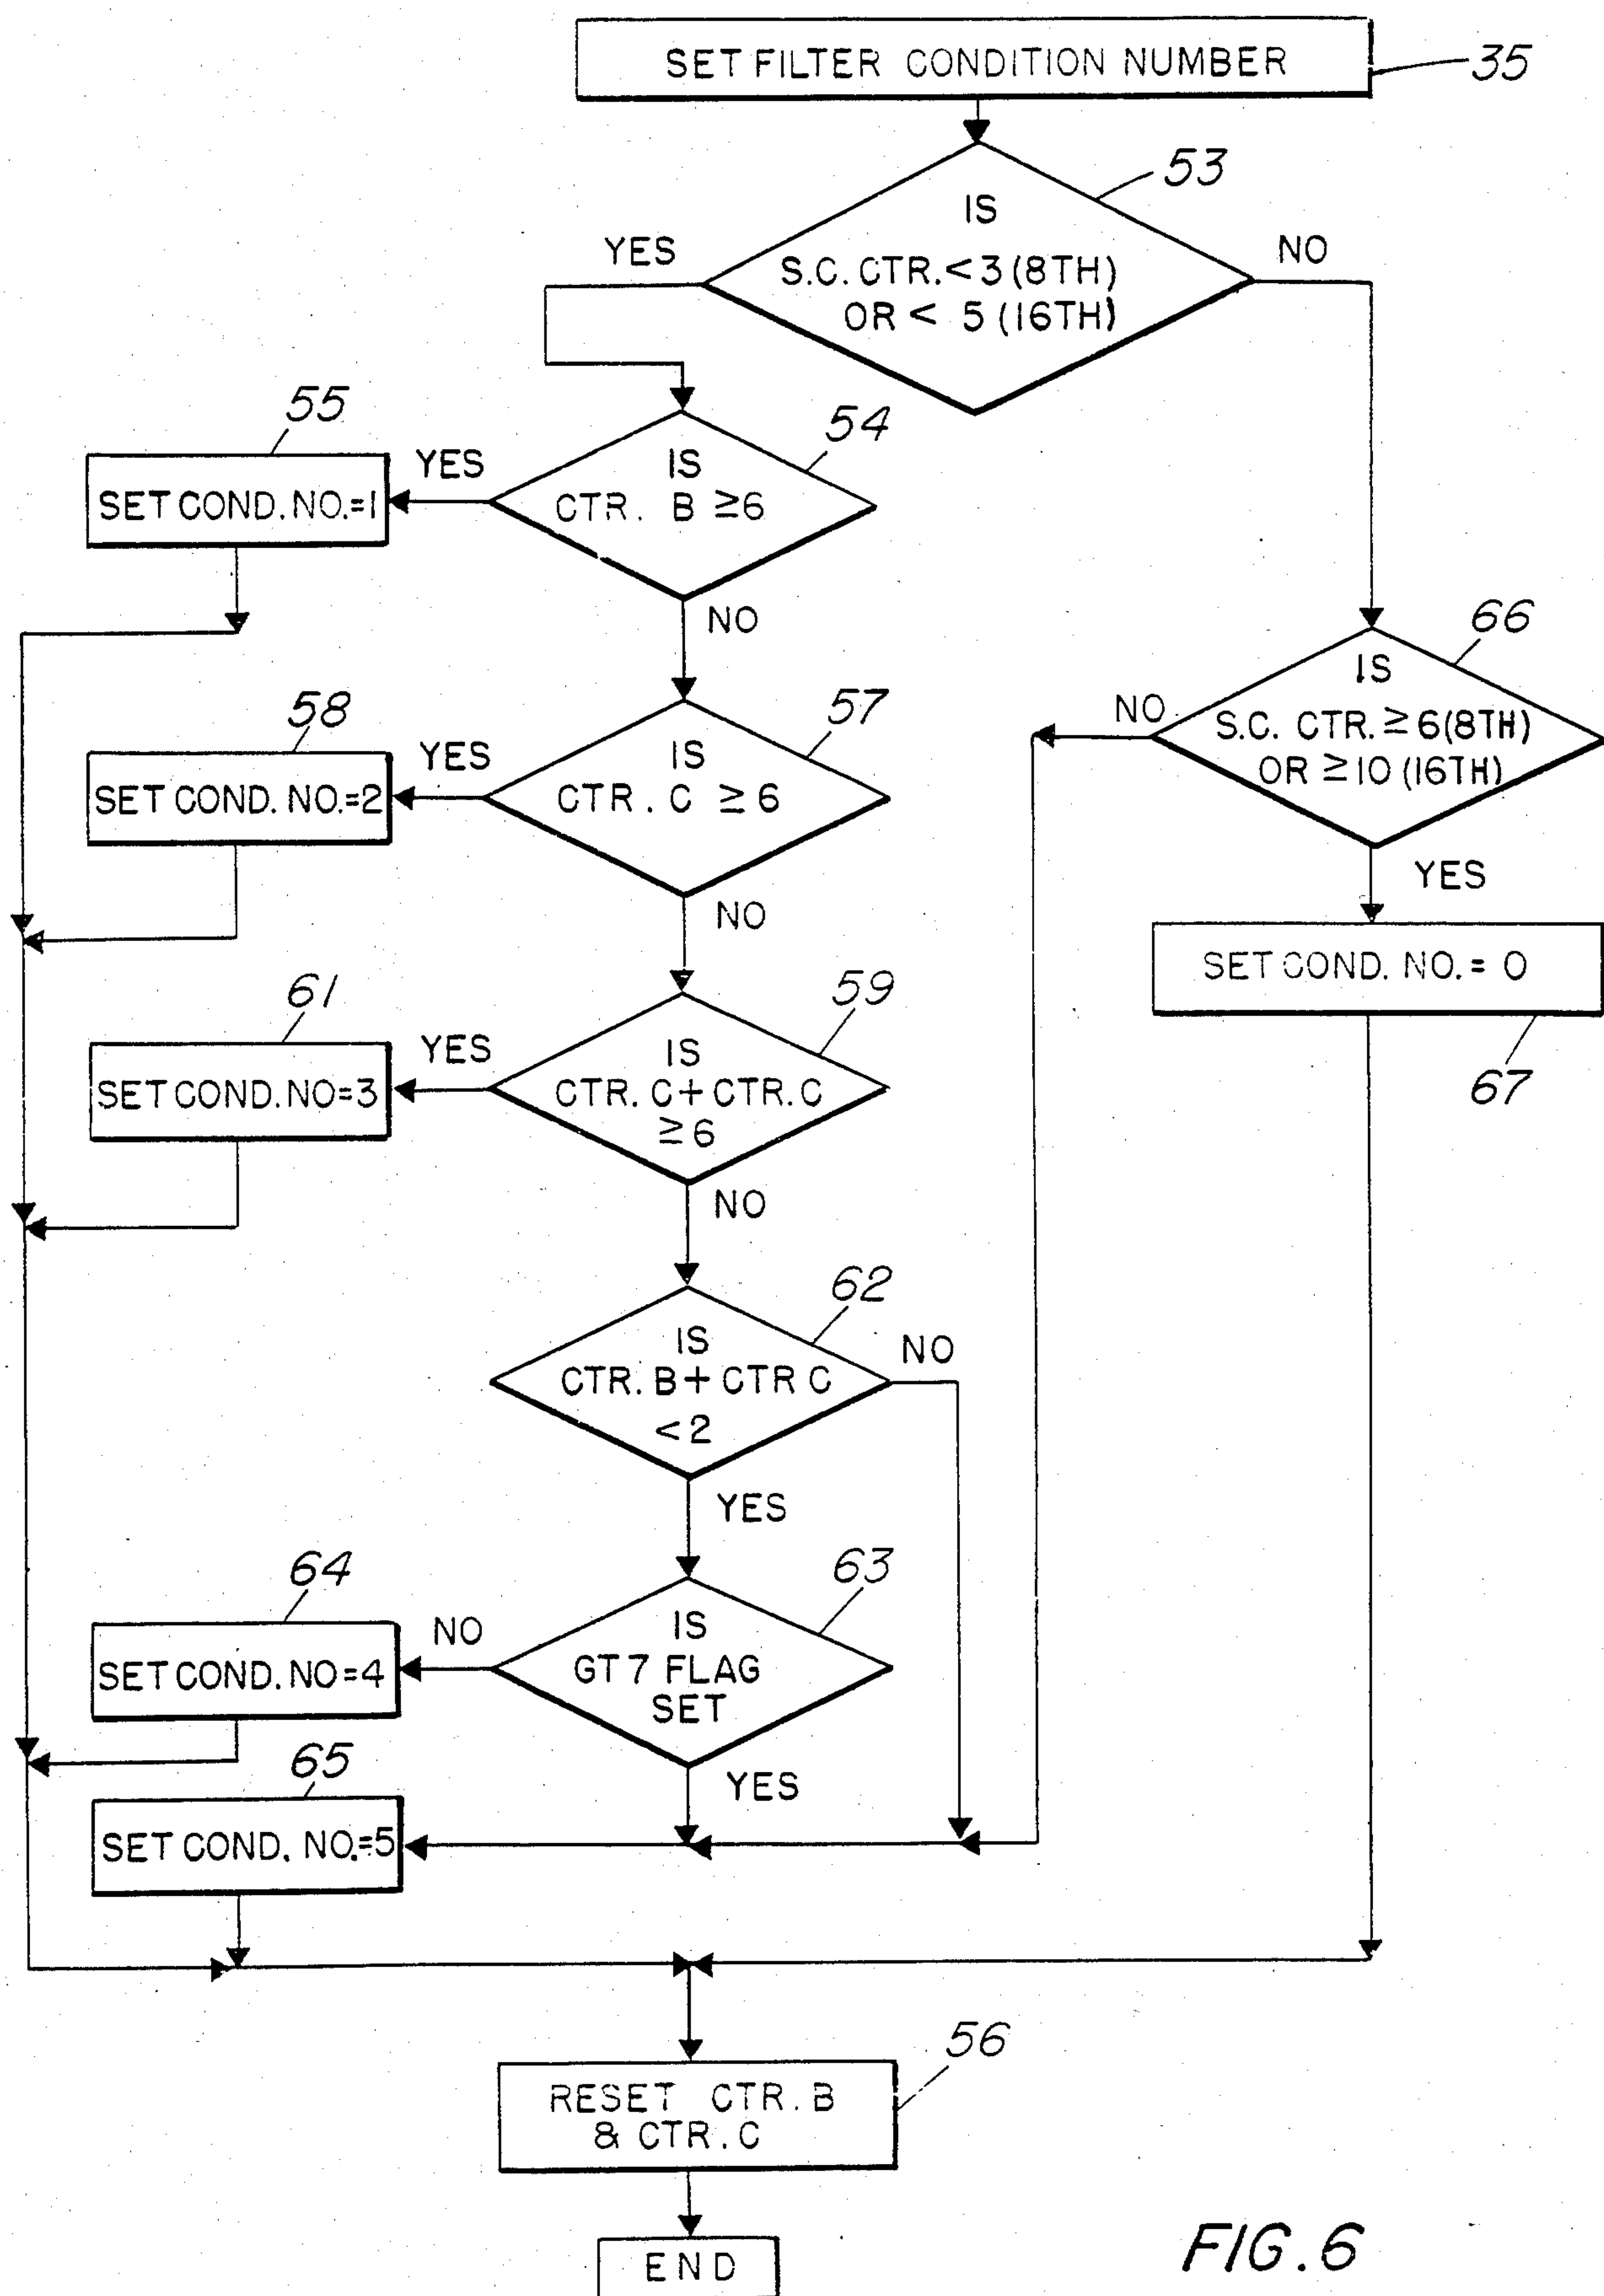 SET FILTER CONDITION NUMBER
35
53
IS
S.C. CTR. < 3 (8TH)
OR < 5 (16TH)
YES
NO
55
SET COND. NO.=1
YES
54
IS
CTR. B ≥6
NO
66
IS
S.C. CTR. ≥ 6(8TH)
OR ≥10 (16TH)
NO
YES
58
SET COND. NO.=2
YES
57
IS
CTR. C ≥ 6
NO
SET COND. NO. = 0
67
61
SET COND. NO=3
YES
59
IS
CTR. C + CTR. C
≥6
NO
62
IS
CTR. B + CTR C
< 2
NO
YES
64
SET COND. NO=4
NO
63
IS
GT 7 FLAG
SET
YES
65
SET COND. NO.=5
56
RESET CTR. B
& CTR. C
END
FIG. 6